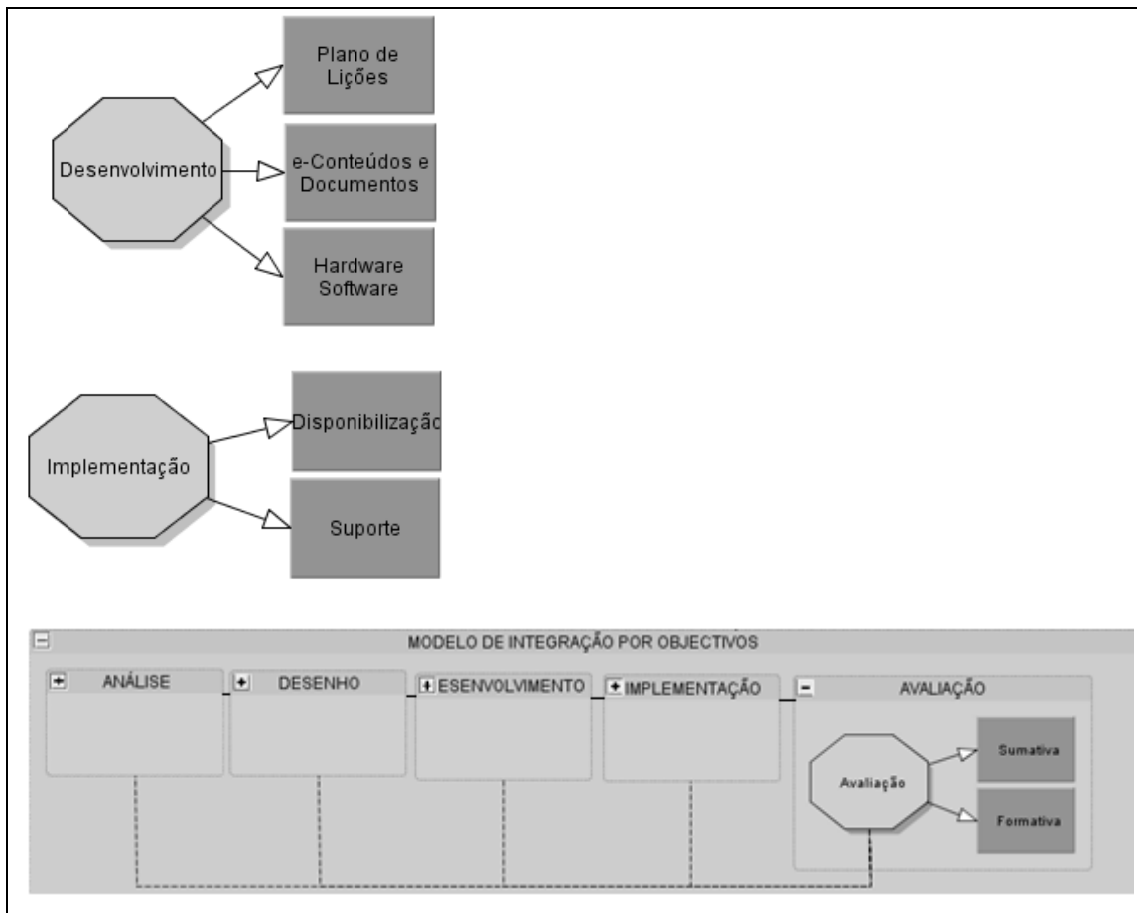 Plano de
Lições
Desenvolvimento
e-Conteúdos e
Documentos
Hardware
Software
Disponibilização
Implementação
Suporte
MODELO DE INTEGRAÇÃO POR OBJECTIVOS
ANÁLISE
DESENHO
ESENVOLVIMENTO
IMPLEMENTAÇÃO
AVALIAÇÃO
Sumativa
Avaliação
Formativa